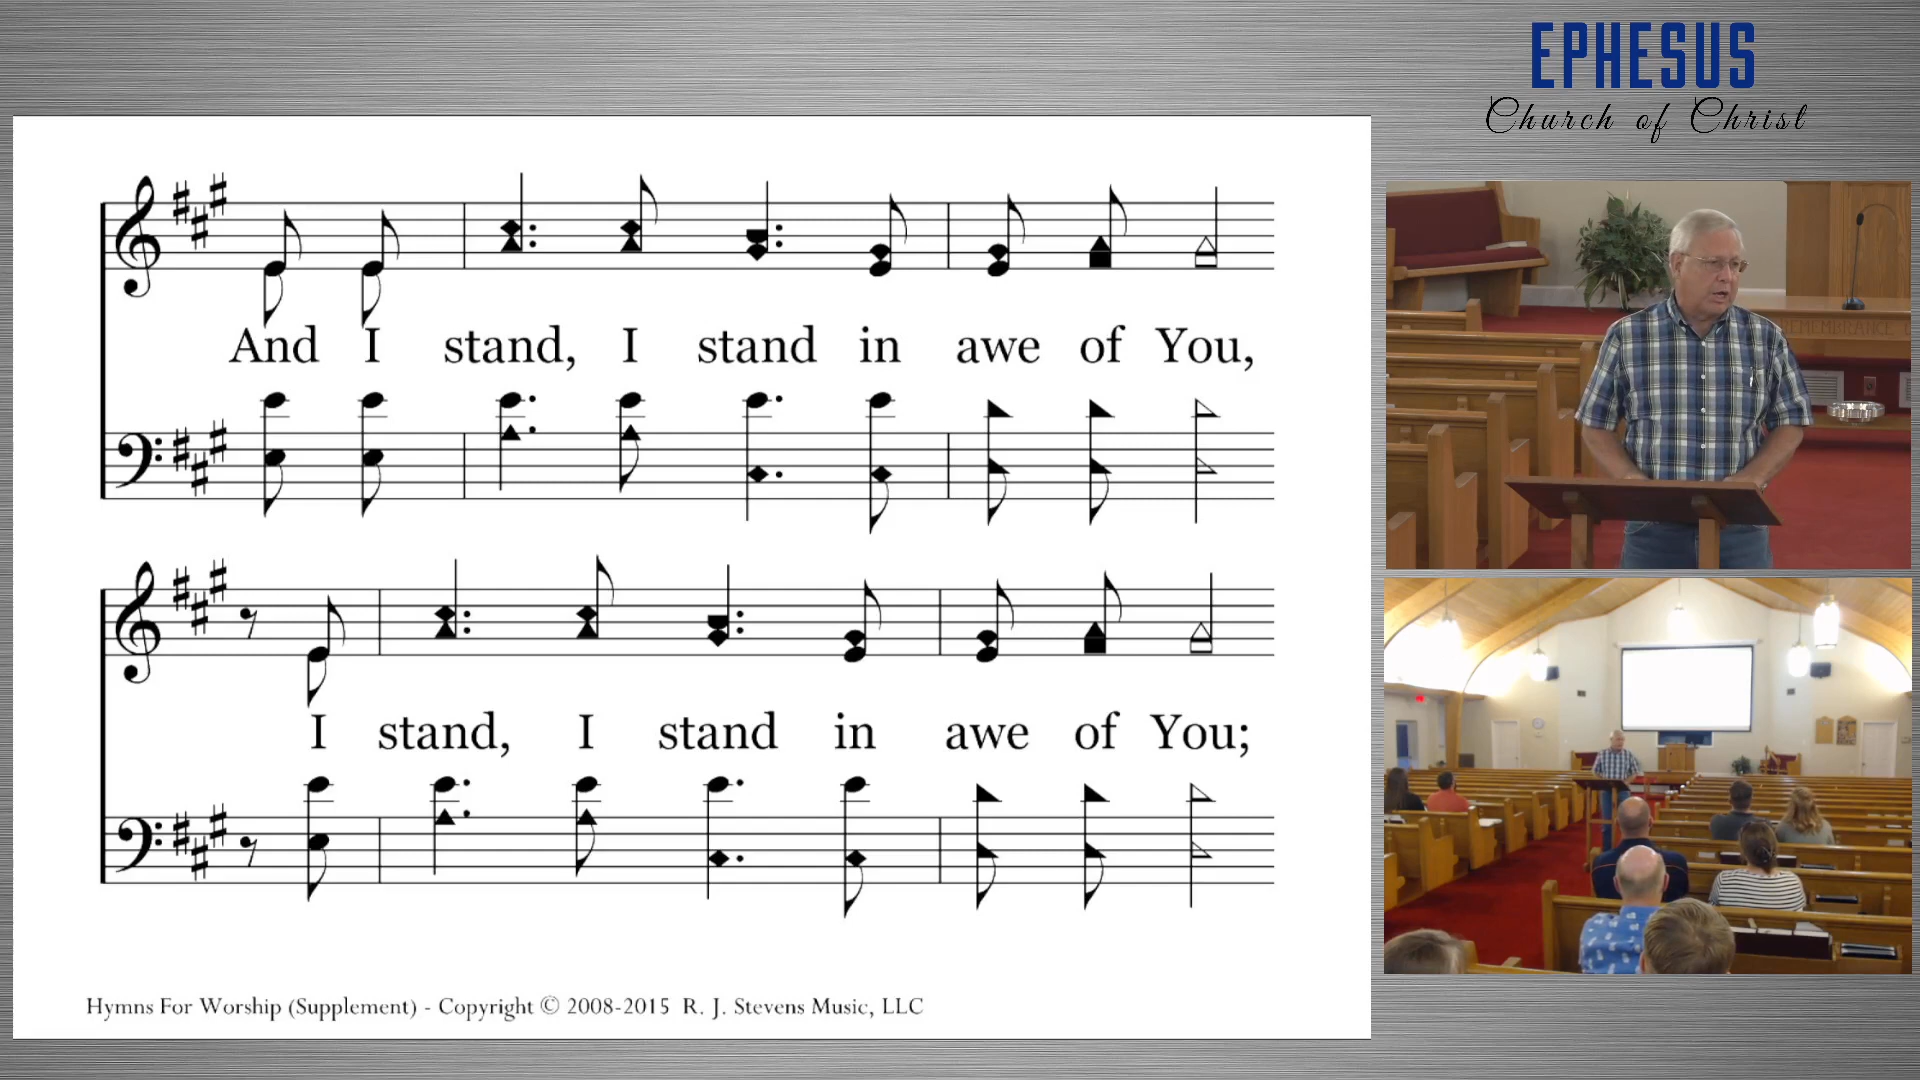 EPHESUS
Church of Christ
And I stand, I stand in awe of You,
I stand, I stand in awe of You;
Hymns For Worship (Supplement) - Copyright © 2008-2015 R. J. Stevens Music, LLC